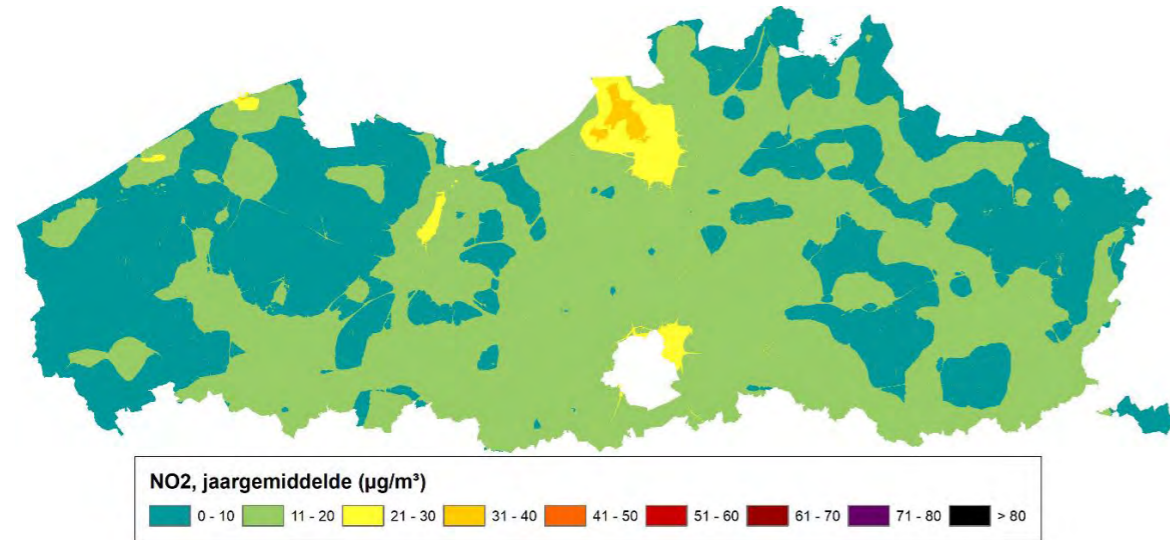 NO2, jaargemiddelde (µg/m³)
0 - 10 11 - 20 21 - 30 31 - 40 41 - 50 51 - 60 61 - 70 71 - 80 > 80